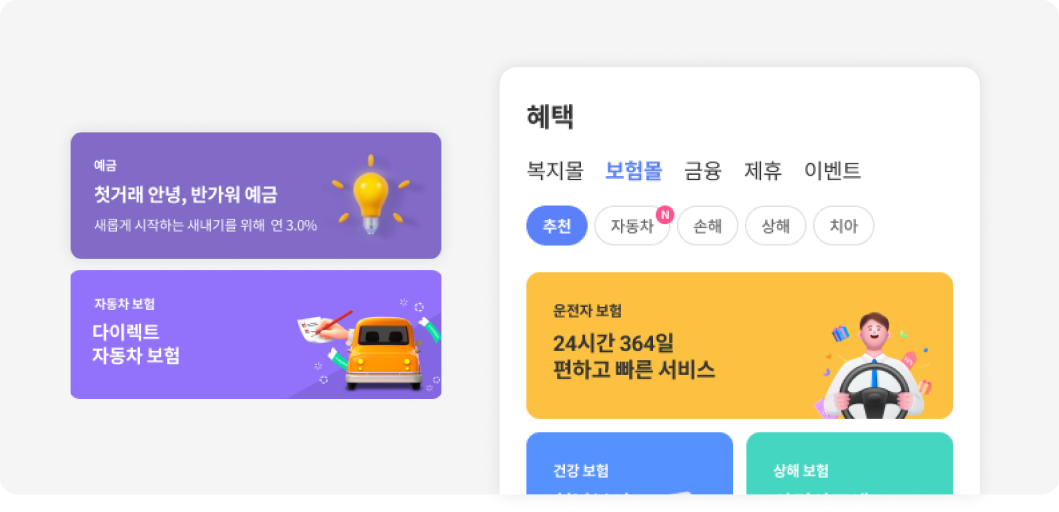 예금
첫거래 안녕, 반가워 예금
새롭게 시작하는 새내기를 위해 연 3.0%
자동차 보험
다이렉트
자동차 보험
혜택
복지몰 보험몰 금융 제휴 이벤트
추천 자동차 N 손해 상해 치아
운전자 보험
24시간 364일
편하고 빠른 서비스
건강 보험
상해 보험